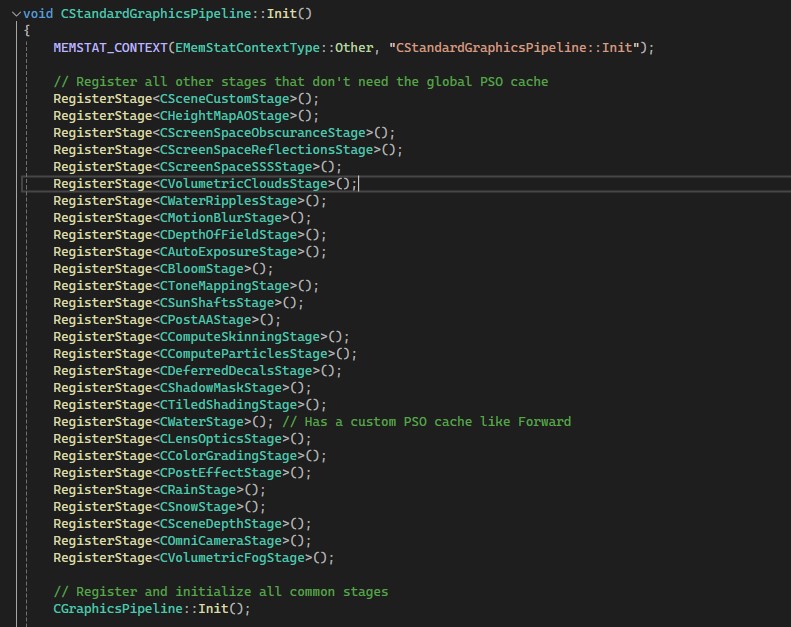 void CStandardGraphicsPipeline::Init()
{
MEMSTAT_CONTEXT(EMemStatContextType::Other, "CStandardGraphicsPipeline::Init");
// Register all other stages that don't need the global PSO cache
RegisterStage<CSceneCustomStage>();
RegisterStage<CHeightMapAOStage>();
RegisterStage<CScreenSpaceObscuranceStage>();
RegisterStage<CScreenSpaceReflectionsStage>();
RegisterStage<CScreenSpaceSSSStage>();
RegisterStage<CVolumetricCloudsStage>();
RegisterStage<CWaterRipplesStage>();
RegisterStage<CMotionBlurStage>();
RegisterStage<CDepthOfFieldStage>();
RegisterStage<CAutoExposureStage>();
RegisterStage<CBloomStage>();
RegisterStage<CToneMappingStage>();
RegisterStage<CSunShaftsStage>();
RegisterStage<CPostAAStage>();
RegisterStage<CComputeSkinningStage>();
RegisterStage<CComputeParticlesStage>();
RegisterStage<CDeferredDecalsStage>();
RegisterStage<CShadowMaskStage>();
RegisterStage<CTiledShadingStage>();
RegisterStage<CWaterStage>(); // Has a custom PSO cache like Forward
RegisterStage<CLensOpticsStage>();
RegisterStage<CColorGradingStage>();
RegisterStage<CPostEffectStage>();
RegisterStage<CRainStage>();
RegisterStage<CSnowStage>();
RegisterStage<CSceneDepthStage>();
RegisterStage<COmniCameraStage>();
RegisterStage<CVolumetricFogStage>();
// Register and initialize all common stages
CGraphicsPipeline::Init();